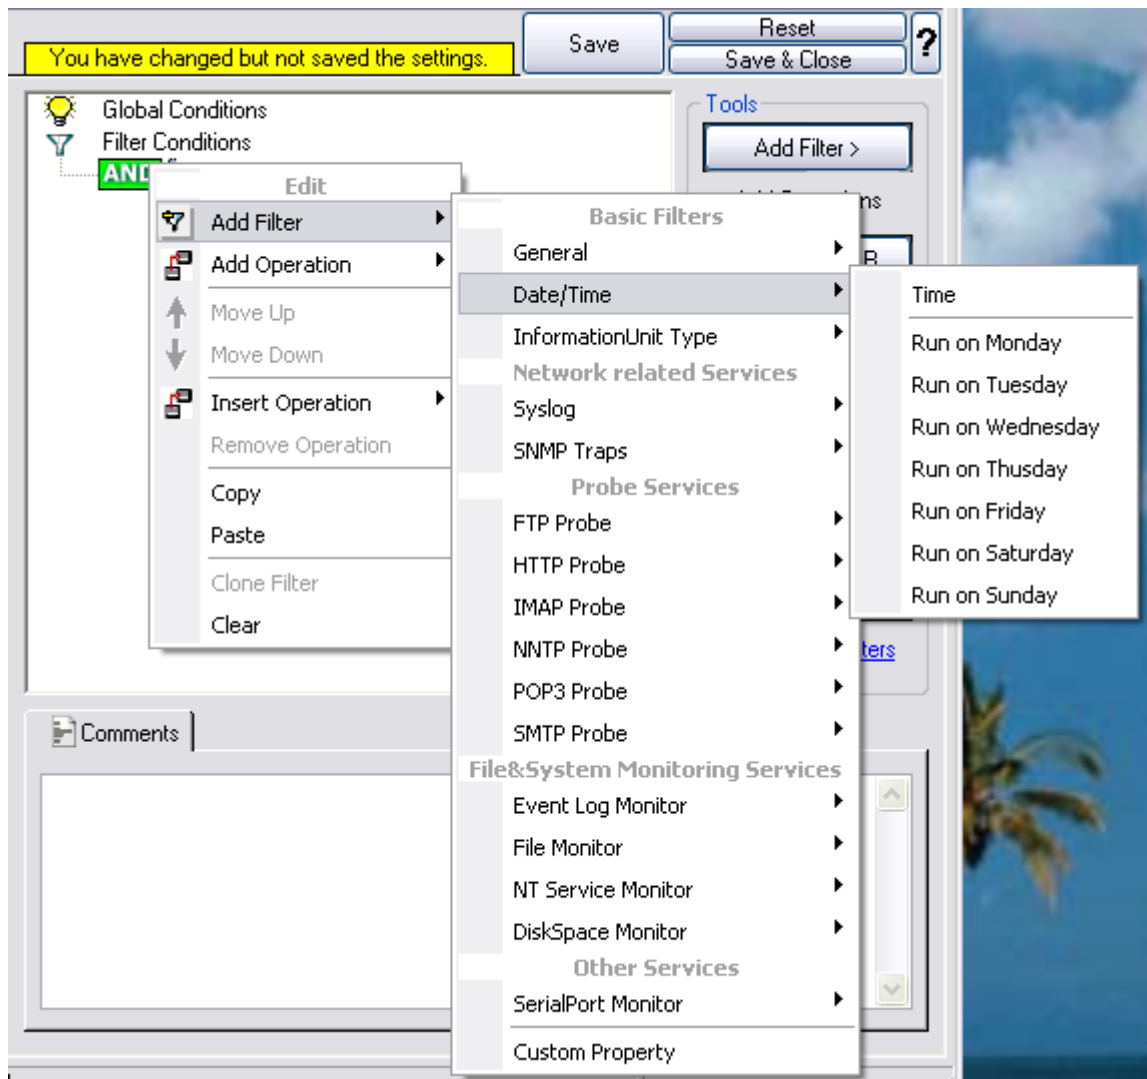 You have changed but not saved the settings.
Save
Reset
Save & Close
?
Global Conditions
Filter Conditions
AND
Tools
Add Filter >
Edit
Add Filter
Add Operation
Move Up
Move Down
Insert Operation
Remove Operation
Copy
Paste
Clone Filter
Clear
Basic Filters
General
Date/Time
InformationUnit Type
Network related Services
Syslog
SNMP Traps
Probe Services
FTP Probe
HTTP Probe
IMAP Probe
NNTP Probe
POP3 Probe
SMTP Probe
File&System Monitoring Services
Event Log Monitor
File Monitor
NT Service Monitor
DiskSpace Monitor
Other Services
SerialPort Monitor
Custom Property
Time
Run on Monday
Run on Tuesday
Run on Wednesday
Run on Thusday
Run on Friday
Run on Saturday
Run on Sunday
Comments